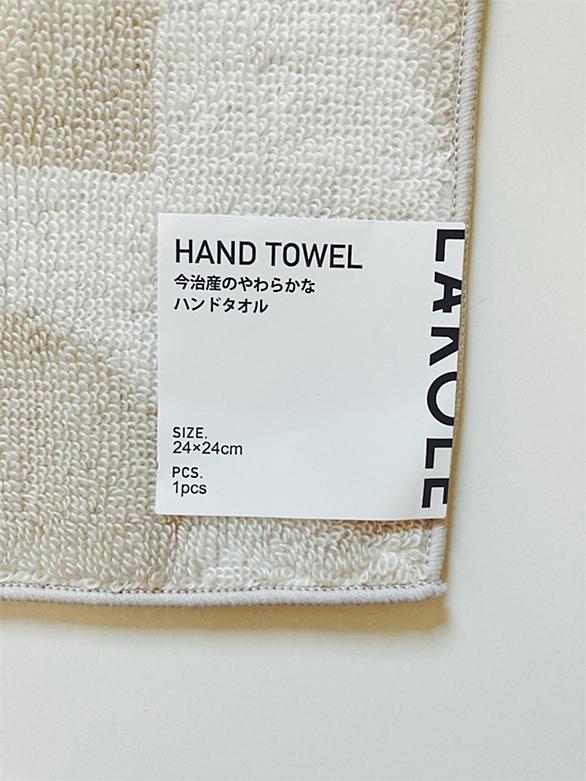 HAND TOWEL
今治産のやわらかな
ハンドタオル
SIZE.
24×24cm
PCS.
1pcs
LAKOLE